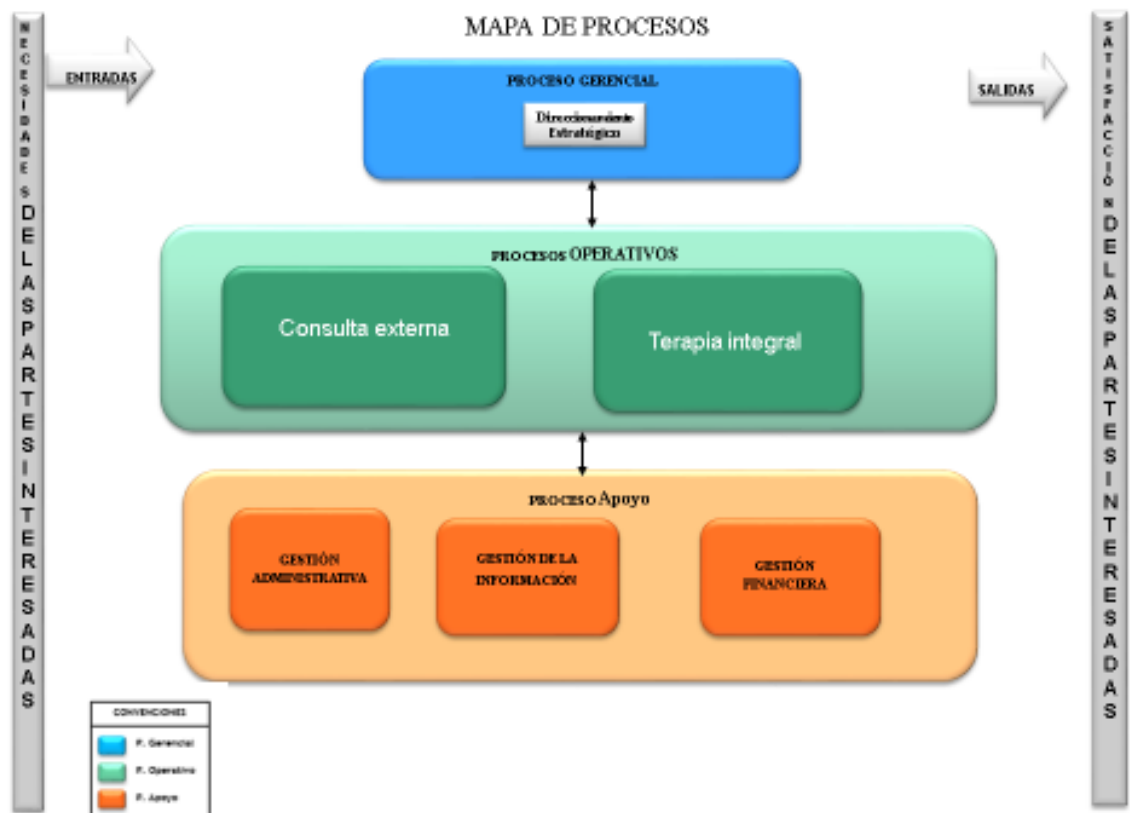 MAPA DE PROCESOS
NECESIDADES DE LAS PARTES INTERESADAS
ENTRADAS
PROCESO GERENCIAL
Direccionamiento
Estratégico
SALIDAS
SATISFACCIÓN DE LAS PARTES INTERESADAS
PROCESOS OPERATIVOS
Consulta externa
Terapia integral
PROCESO Apoyo
GESTIÓN
ADMINISTRATIVA
GESTIÓN DE LA
INFORMACIÓN
GESTIÓN
FINANCIERA
CONVENCIONES
P. Gerencial
P. Operativo
P. Apoyo